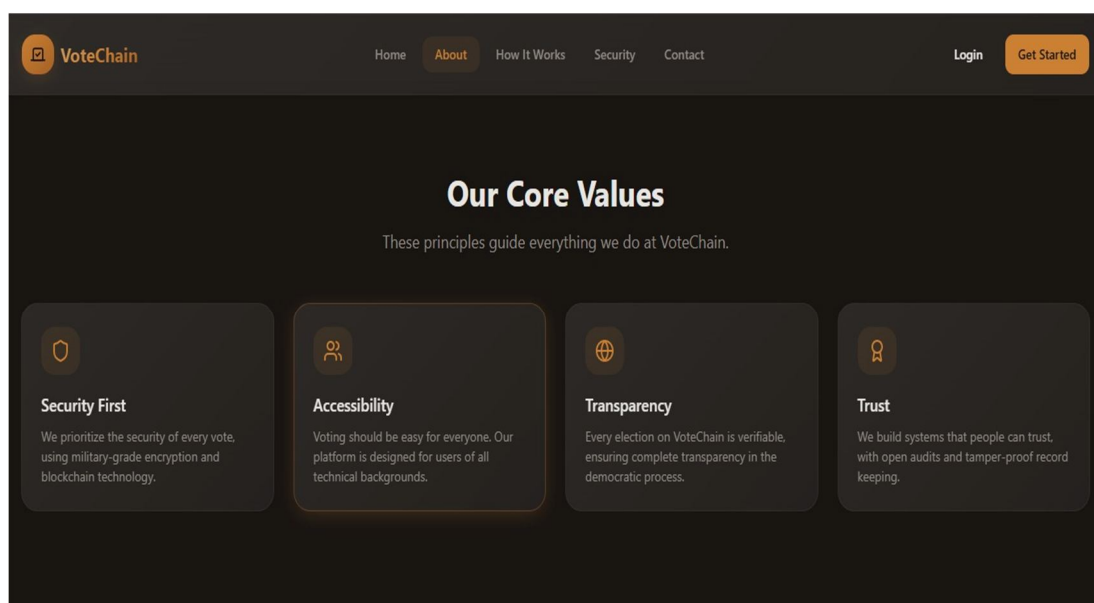 VoteChain
Home About How It Works Security Contact
Login
Get Started
Our Core Values
These principles guide everything we do at VoteChain.
Security First
We prioritize the security of every vote,
using military-grade encryption and
blockchain technology.
Accessibility
Voting should be easy for everyone. Our
platform is designed for users of all
technical backgrounds.
Transparency
Every election on VoteChain is verifiable,
ensuring complete transparency in the
democratic process.
Trust
We build systems that people can trust,
with open audits and tamper-proof record
keeping.